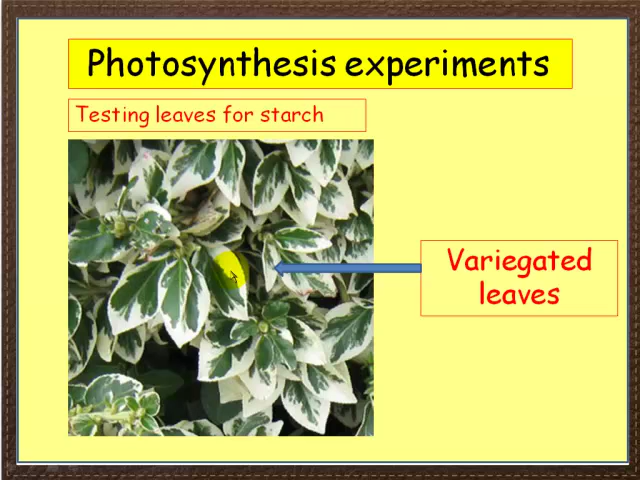 Photosynthesis experiments
Testing leaves for starch
Variegated
leaves